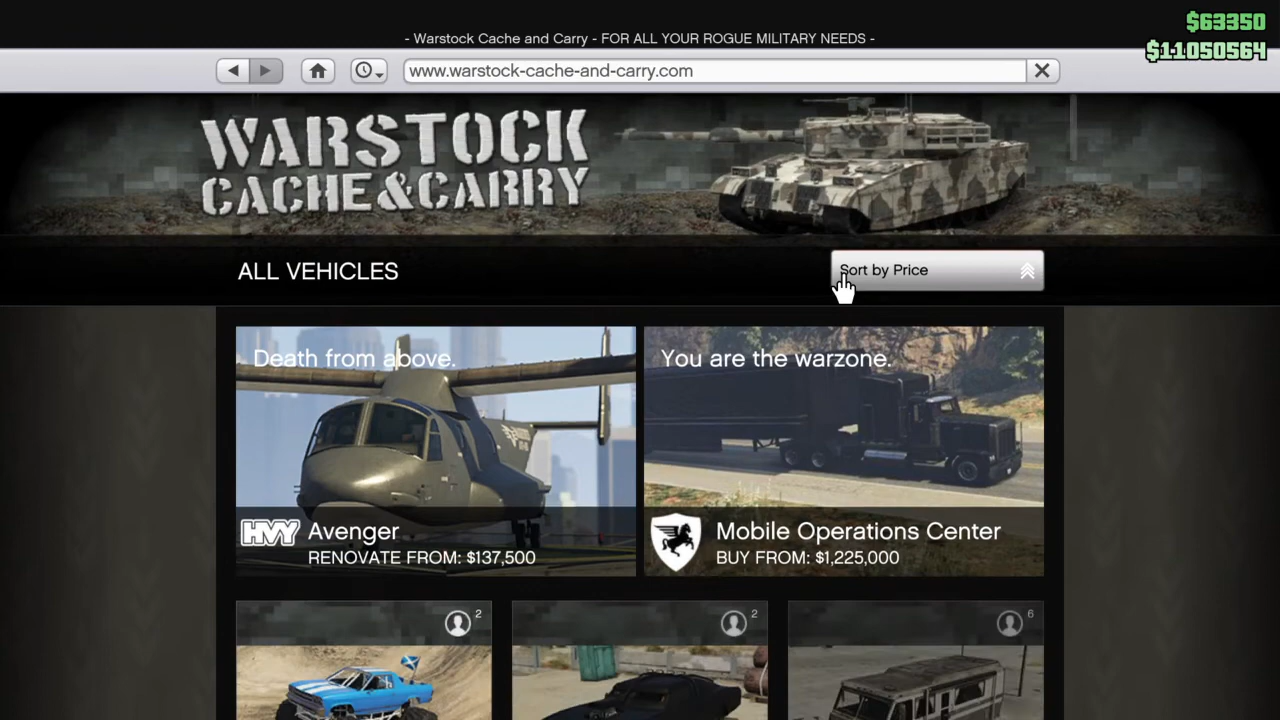 $63350
- Warstock Cache and Carry - FOR ALL YOUR ROGUE MILITARY NEEDS -
$11050564
www.warstock-cache-and-carry.com
WARSTOCK
CACHE&CARRY
ALL VEHICLES
Sort by Price
Death from above.
You are the warzone.
HVY Avenger
RENOVATE FROM: $137,500
Mobile Operations Center
BUY FROM: $1,225,000
2
2
6